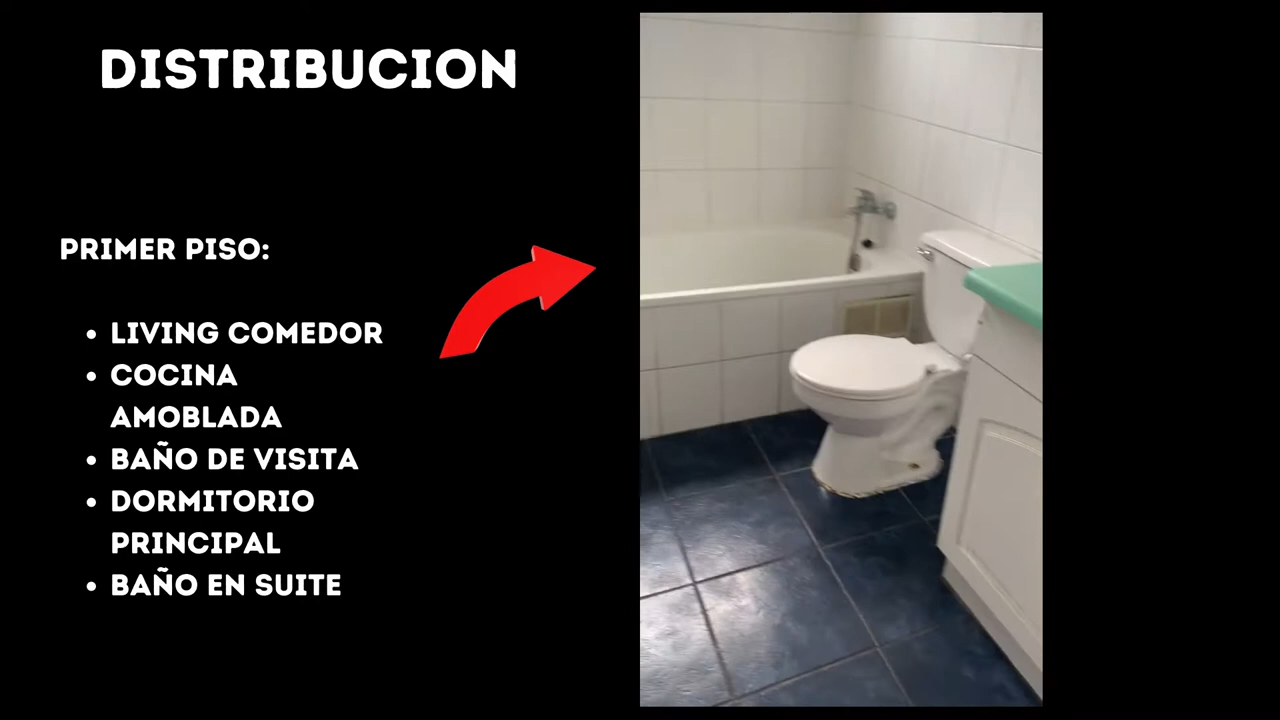 DISTRIBUCION
PRIMER PISO:
• LIVING COMEDOR
• COCINA
AMOBLADA
• BAÑO DE VISITA
• DORMITORIO
PRINCIPAL
• BAÑO EN SUITE